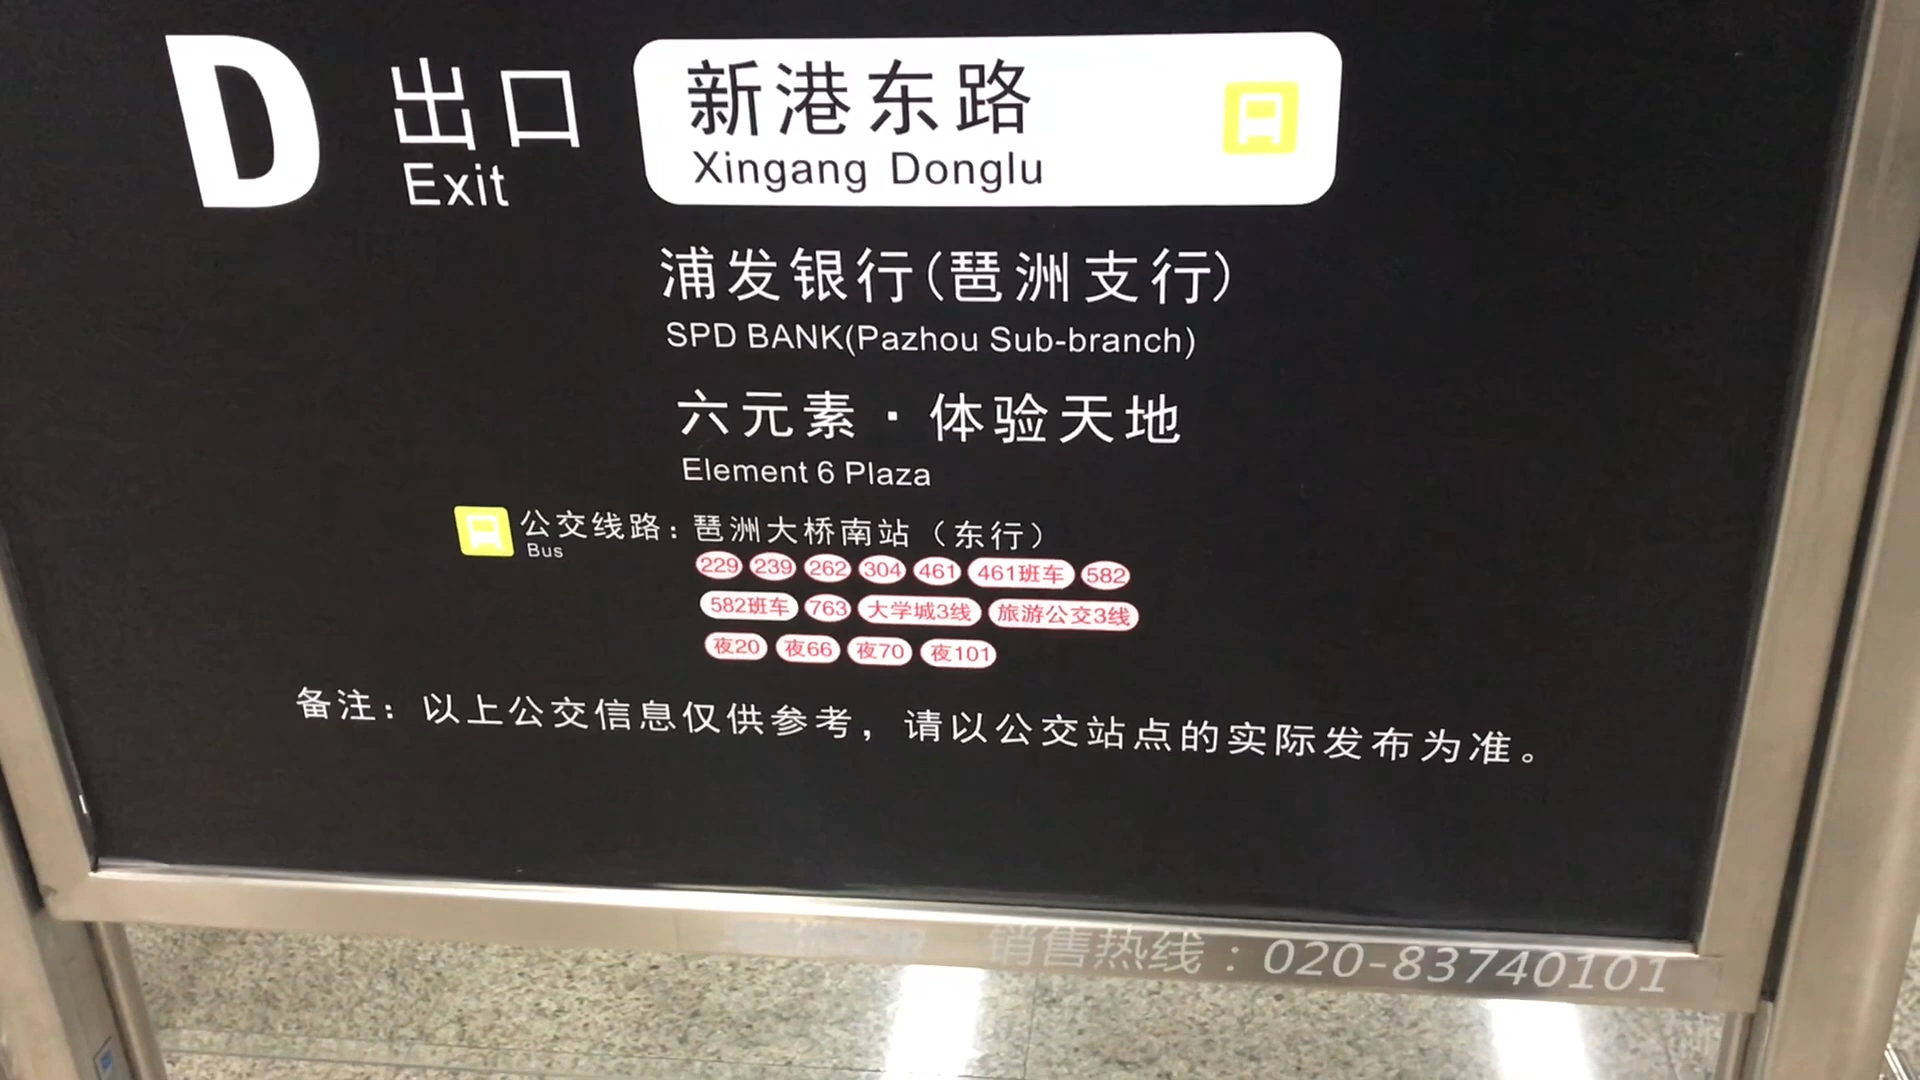 D 出口 新港东路
Exit Xingang Donglu
浦发银行(琶洲支行)
SPD BANK(Pazhou Sub-branch)
六元素·体验天地
Element 6 Plaza
公交线路：琶洲大桥南站（东行）
Bus
229 239 262 304 461 461班车 582
582班车 763 大学城3线 旅游公交3线
夜20 夜66 夜70 夜101
备注：以上公交信息仅供参考，请以公交站点的实际发布为准。
销售热线：020-83740101